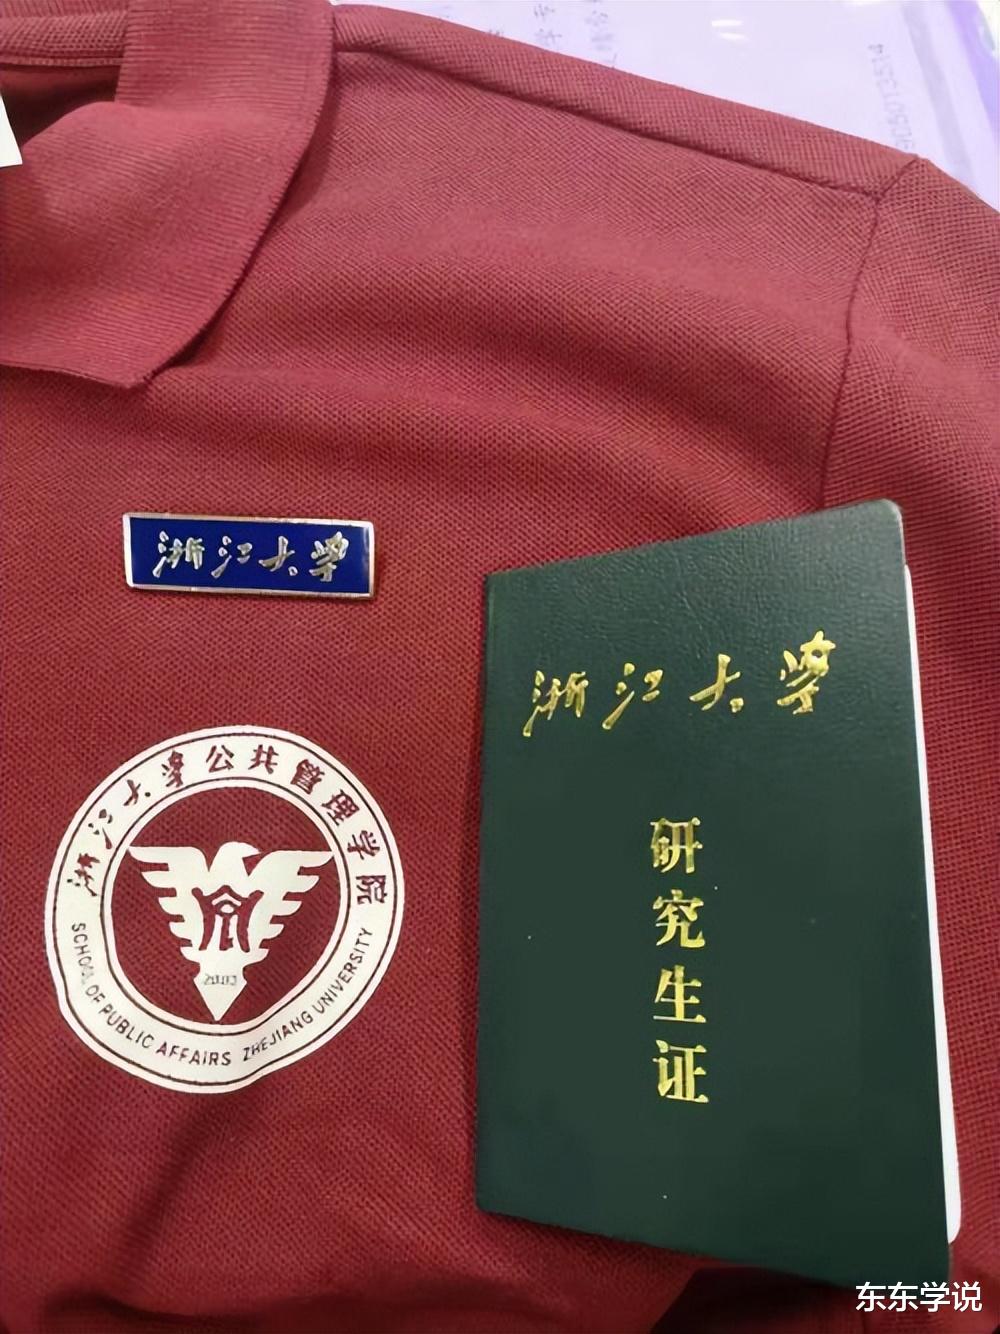 浙江大学
浙江大学
研究生证
浙江大学公共管理学院
SCHOOL OF PUBLIC AFFAIRS ZHEJIANG UNIVERSITY
东东学说